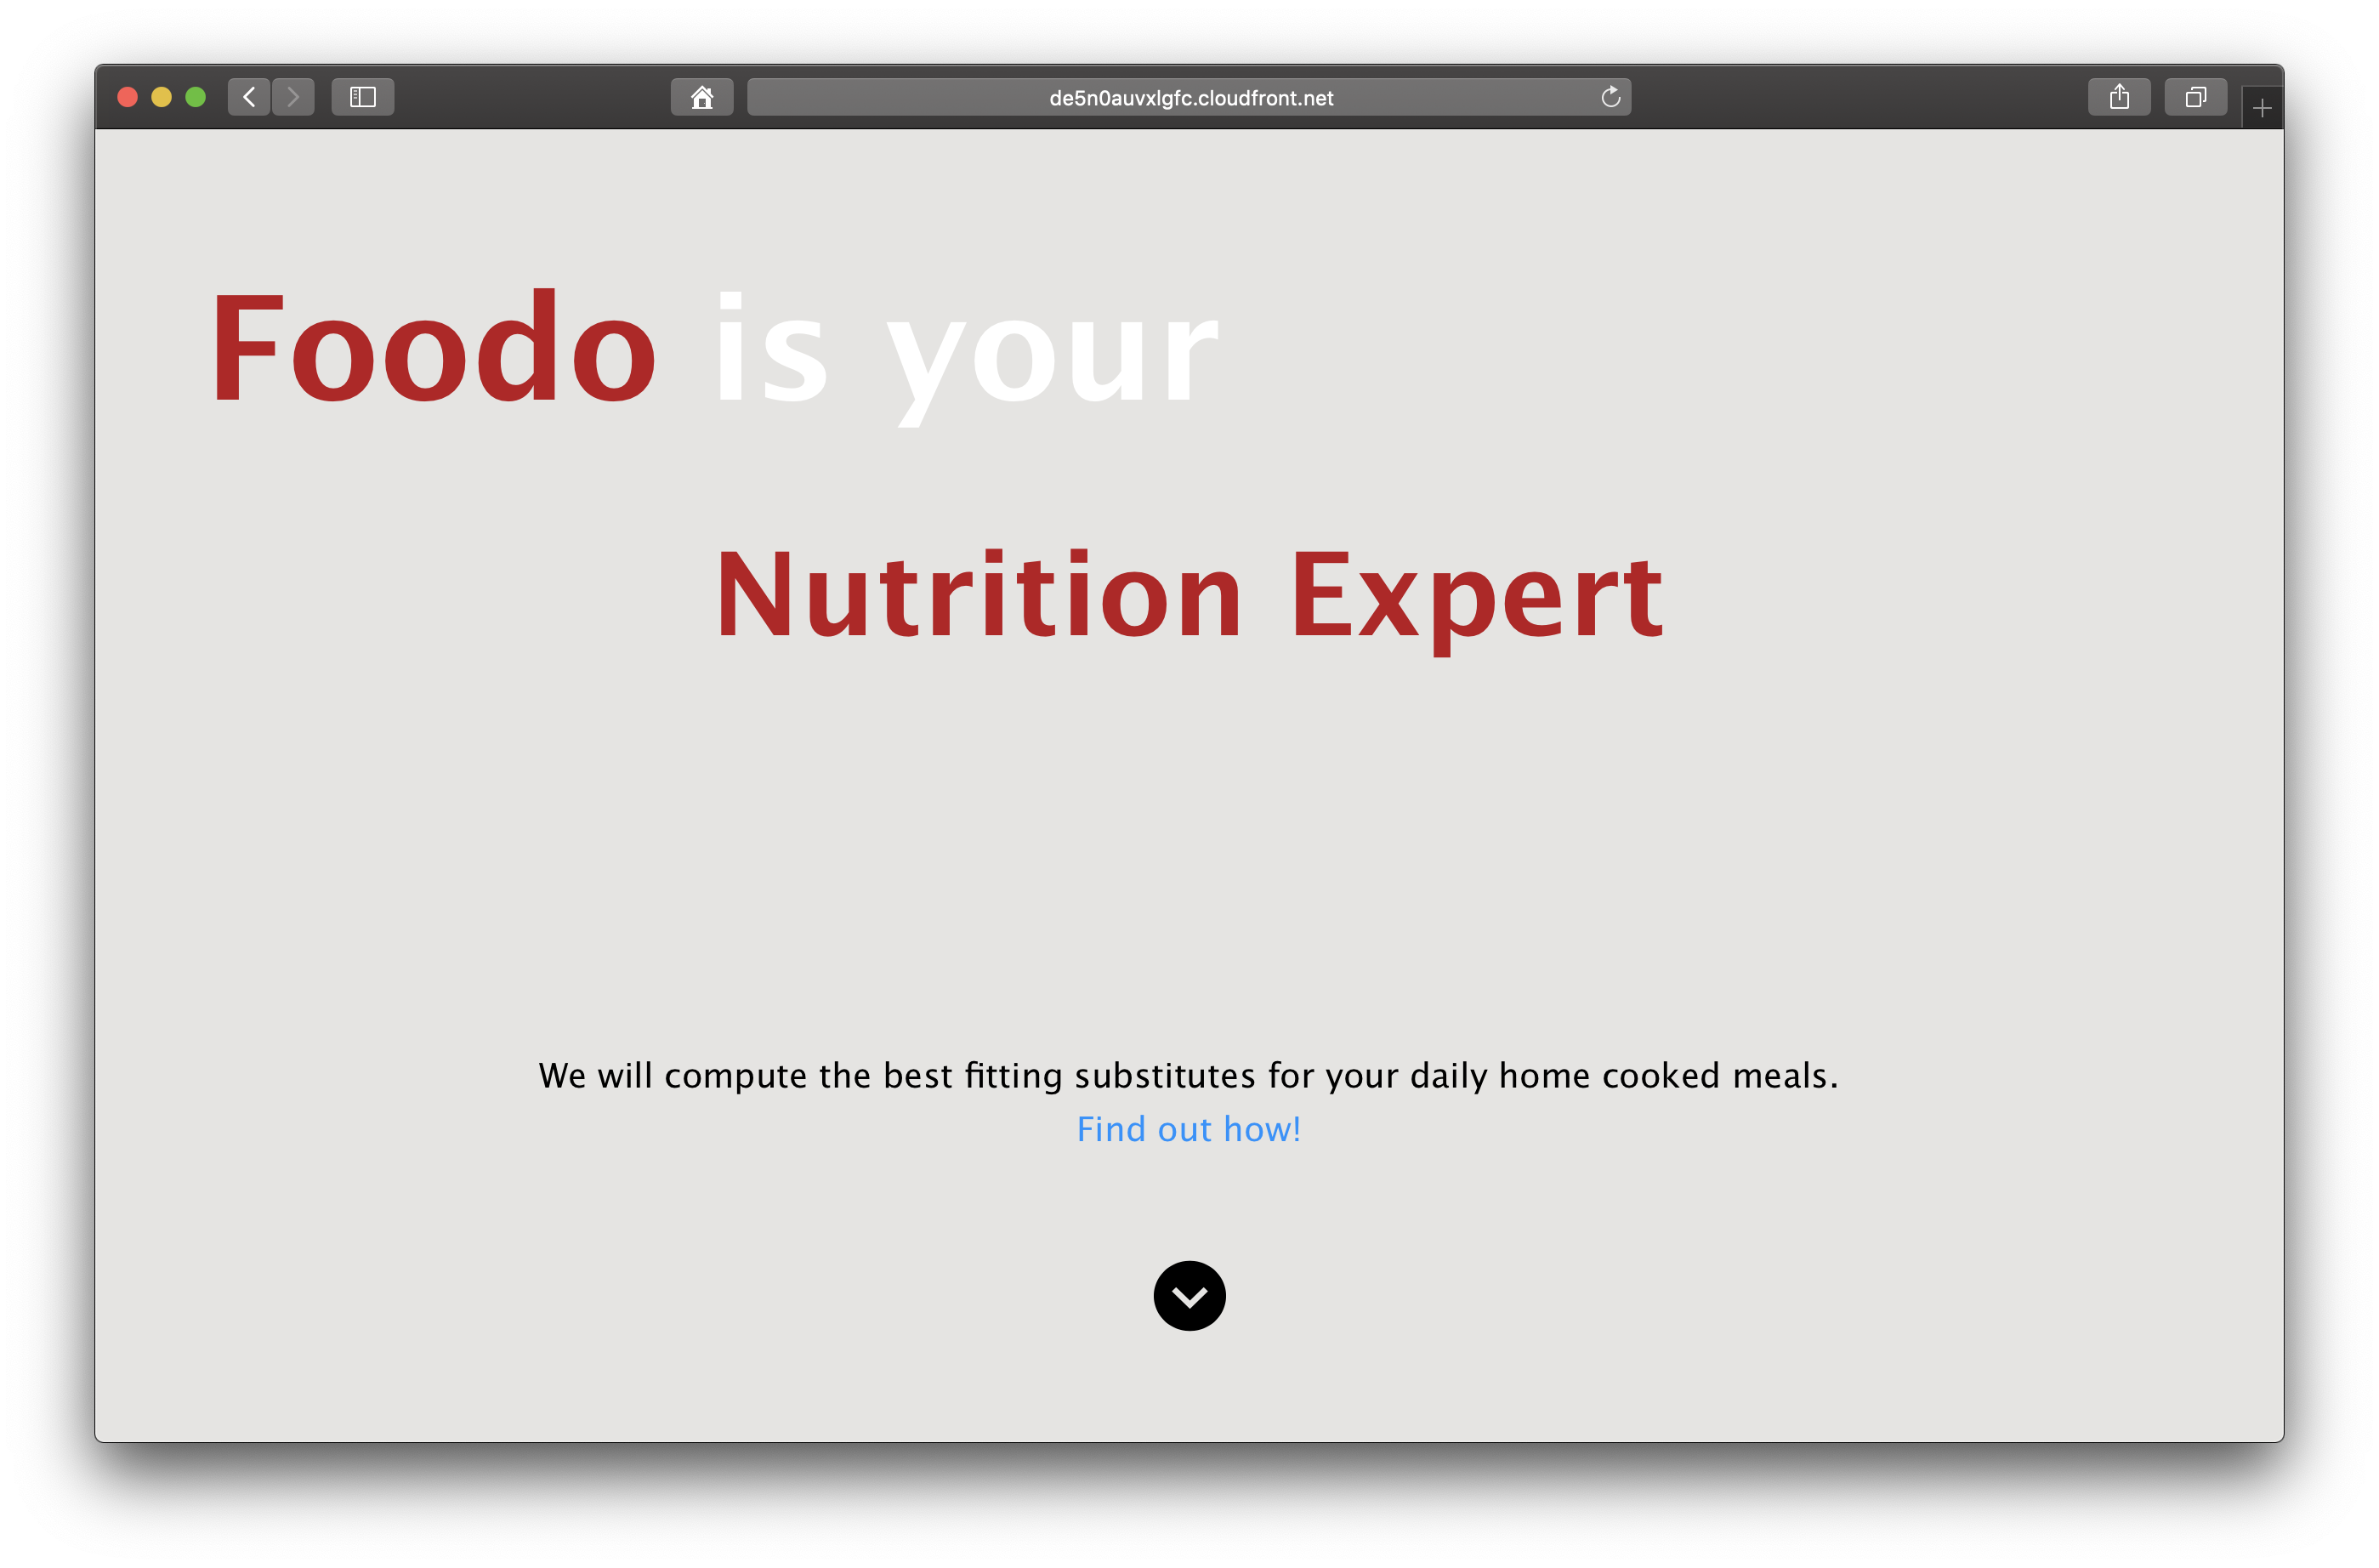 de5n0auvxlgfc.cloudfront.net
Foodo is your
Nutrition Expert
We will compute the best fitting substitutes for your daily home cooked meals.
Find out how!